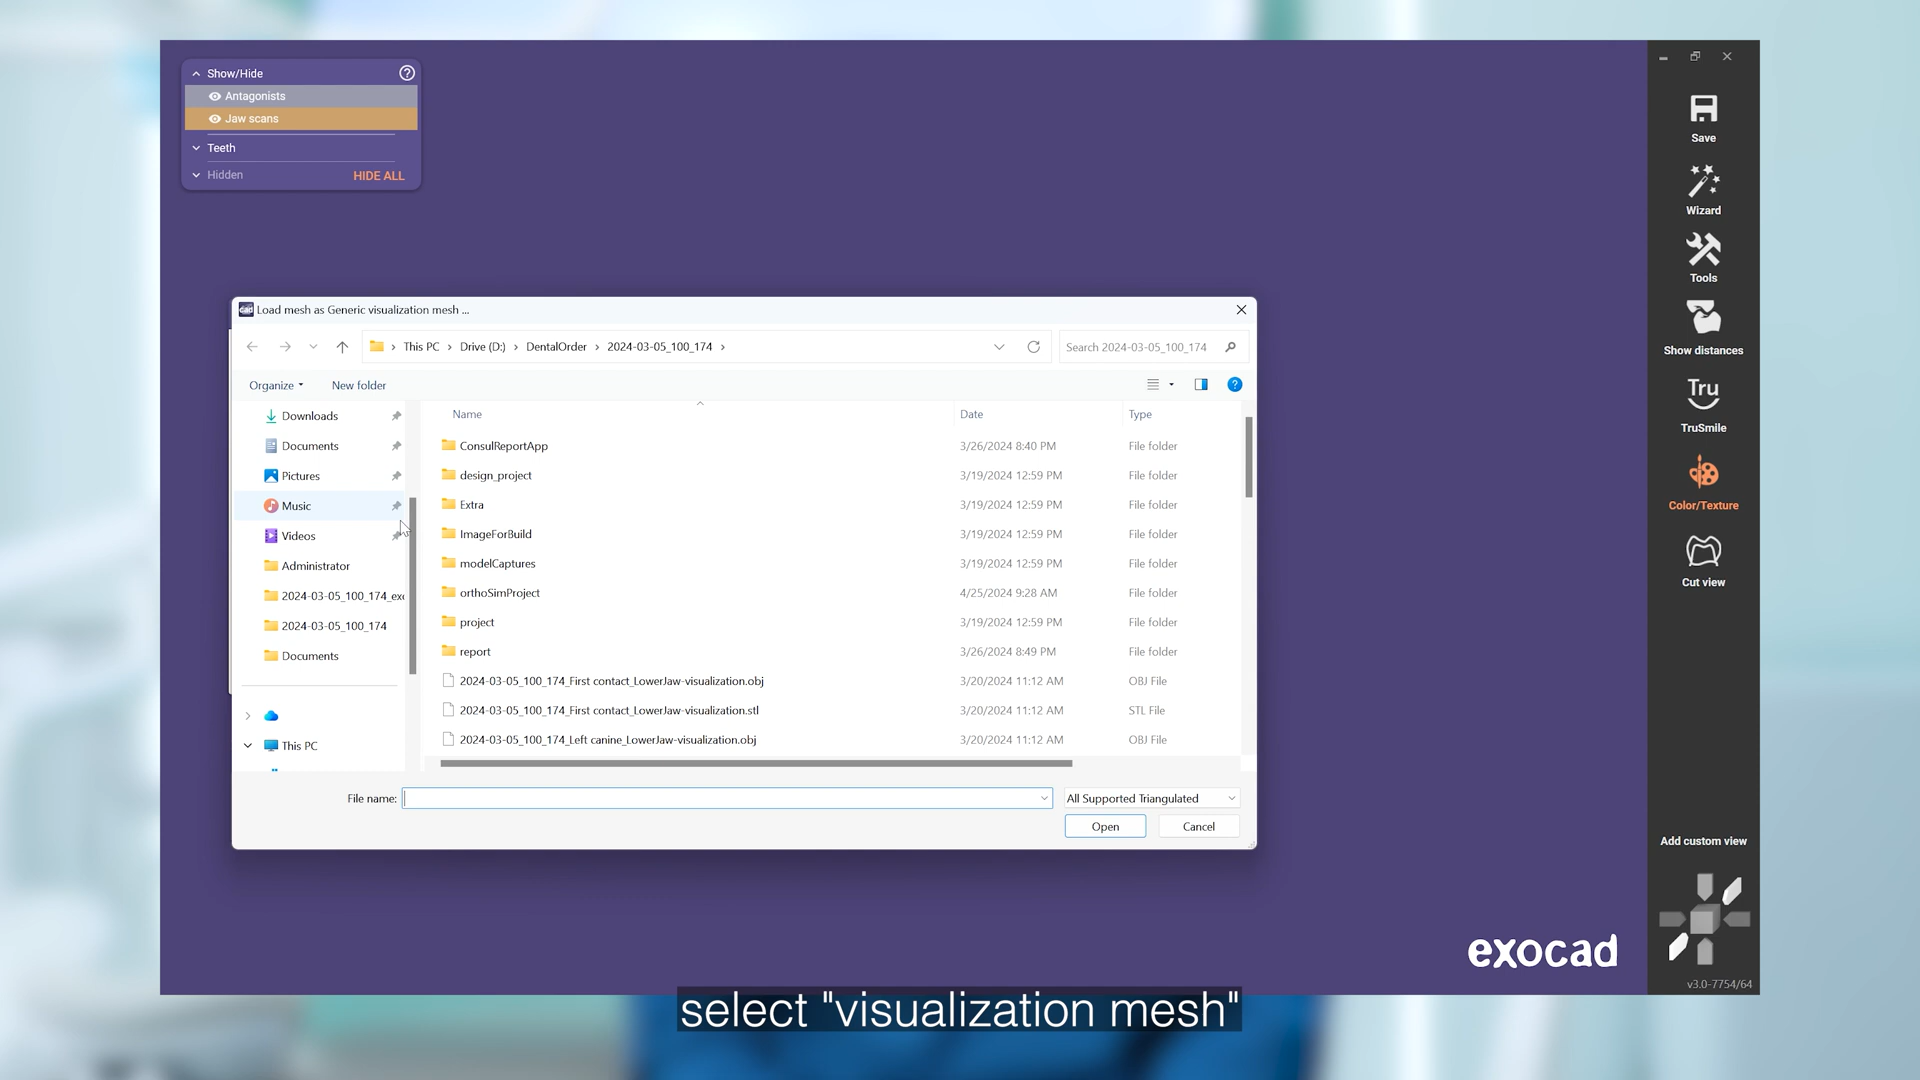 Show/Hide
Antagonists
Jaw scans
Teeth
Hidden HIDE ALL
Save
Wizard
Tools
Show distances
Tru
TruSmile
Color/Texture
Cut view
Add custom view
v3.0-7754/64
cad Load mesh as Generic visualization mesh ...
This PC > Drive (D:) > DentalOrder > 2024-03-05_100_174 >
Search 2024-03-05_100_174
Organize New folder
Downloads
Documents
Pictures
Music
Videos
Administrator
2024-03-05_100_174_exo
2024-03-05_100_174
Documents
This PC
Name Date Type
ConsulReportApp 3/26/2024 8:40 PM File folder
design_project 3/19/2024 12:59 PM File folder
Extra 3/19/2024 12:59 PM File folder
ImageForBuild 3/19/2024 12:59 PM File folder
modelCaptures 3/19/2024 12:59 PM File folder
orthoSimProject 4/25/2024 9:28 AM File folder
project 3/19/2024 12:59 PM File folder
report 3/26/2024 8:49 PM File folder
2024-03-05_100_174_First contact_LowerJaw-visualization.obj 3/20/2024 11:12 AM OBJ File
2024-03-05_100_174_First contact_LowerJaw-visualization.stl 3/20/2024 11:12 AM STL File
2024-03-05_100_174_Left canine_LowerJaw-visualization.obj 3/20/2024 11:12 AM OBJ File
File name:
All Supported Triangulated
Open Cancel
exocad
select "visualization mesh"